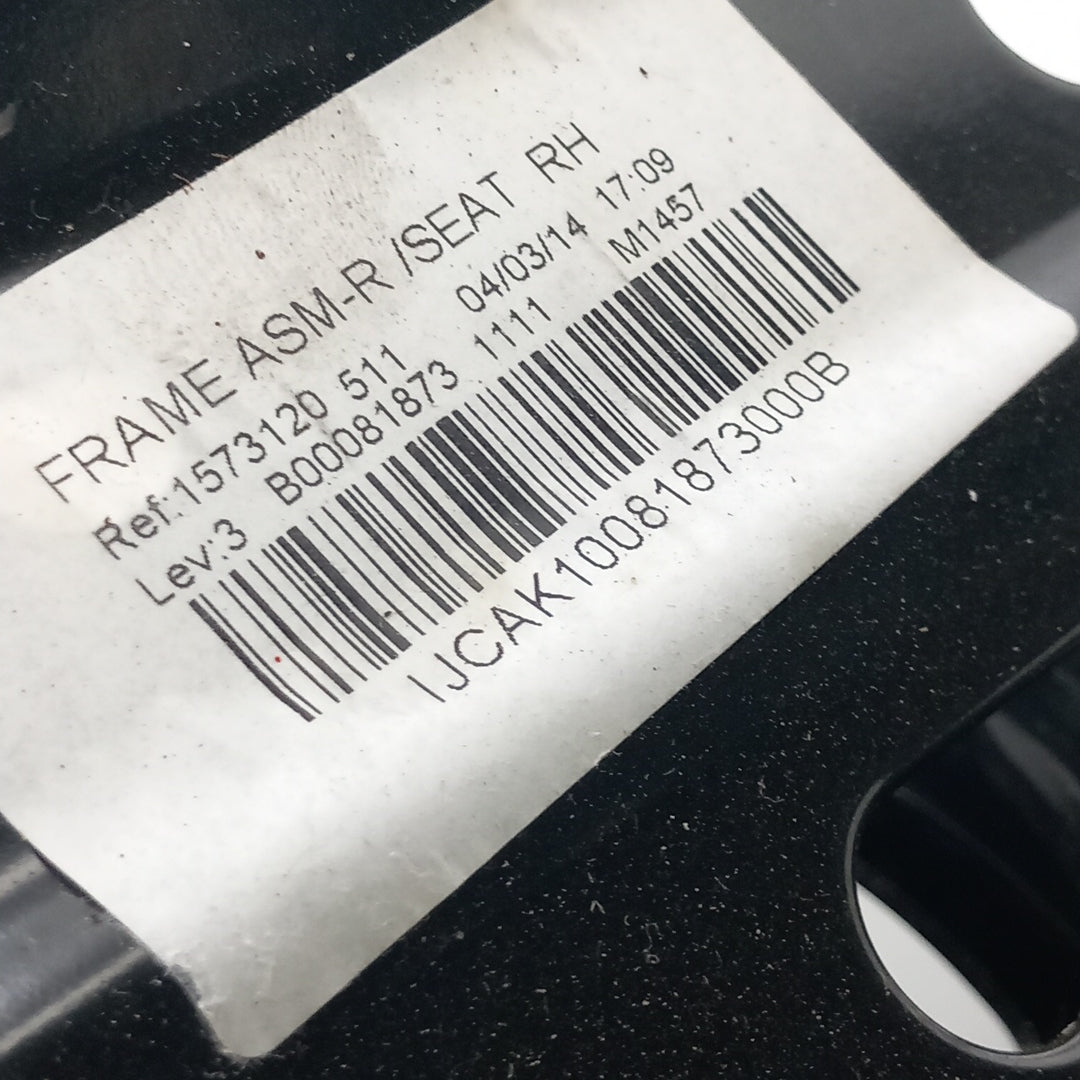 FRAME ASM-R /SEAT RH
Ref:1573120 511 04/03/14 17:09
Lev:3 B00081873 1111 M1457
IJCAK10081873000B